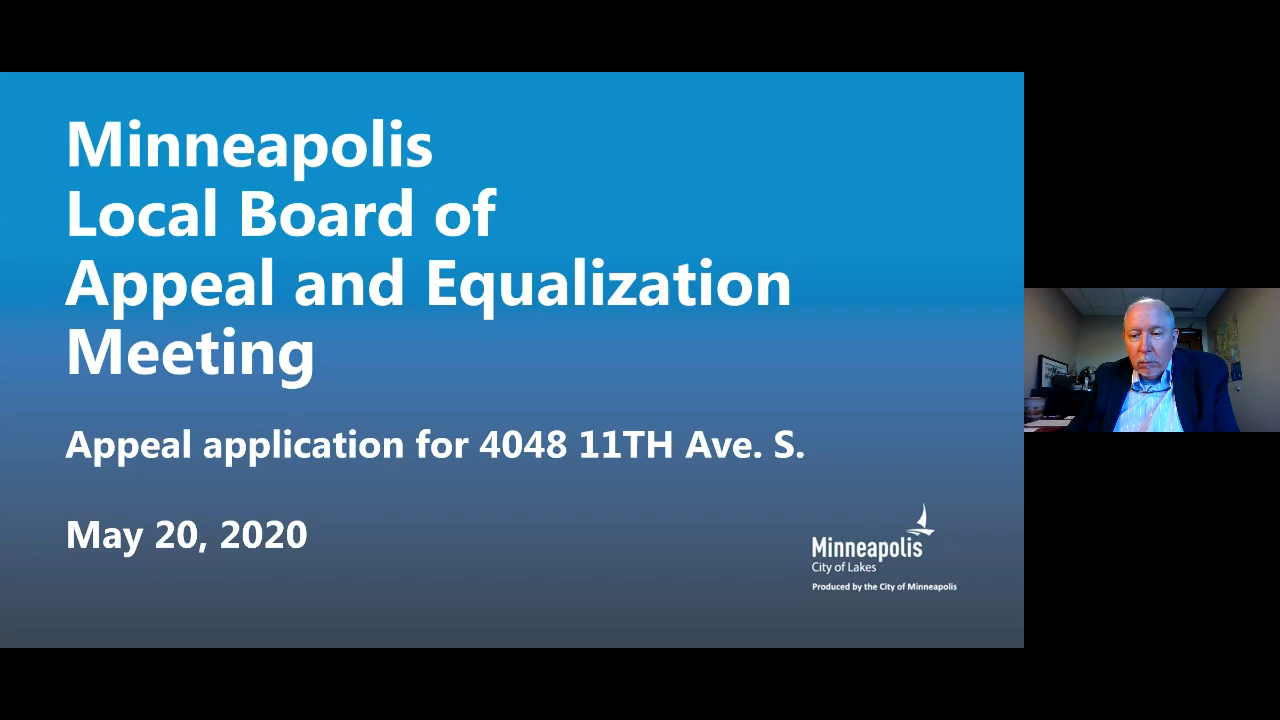 Minneapolis
Local Board of
Appeal and Equalization
Meeting
Appeal application for 4048 11TH Ave. S.
May 20, 2020
Minneapolis
City of Lakes
Produced by the City of Minneapolis